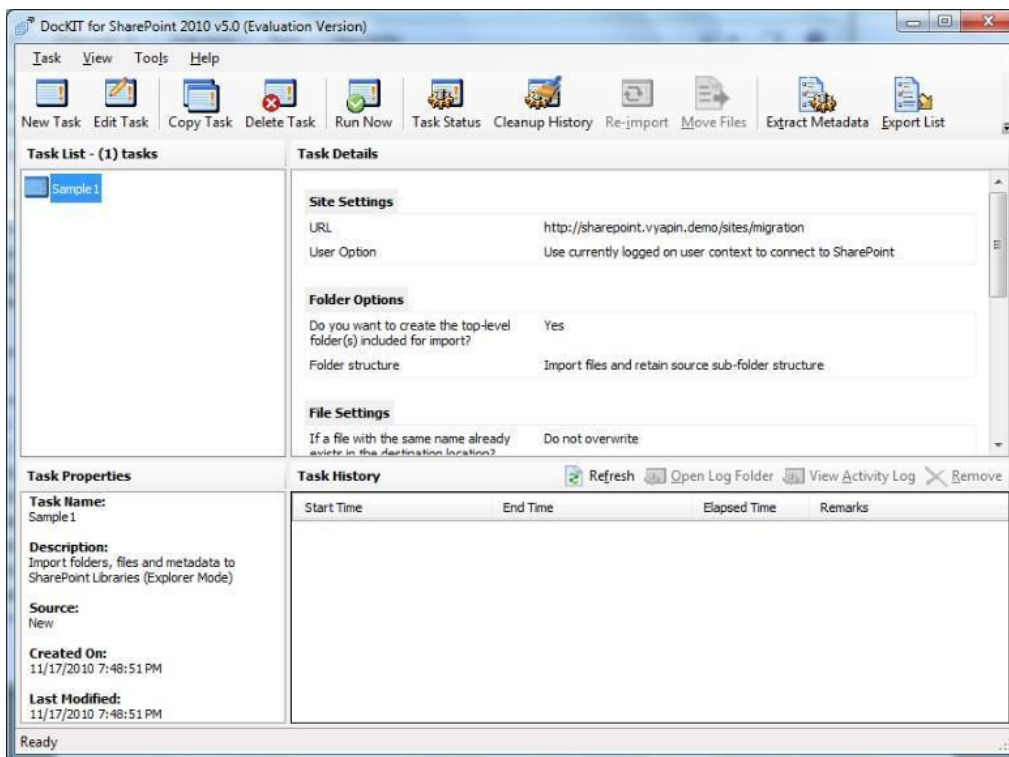 DocKIT for SharePoint 2010 v5.0 (Evaluation Version)
Task View Tools Help
New Task Edit Task Copy Task Delete Task Run Now Task Status Cleanup History Re-import Move Files Extract Metadata Export List
Task List - (1) tasks
Sample1
Task Details
Site Settings
URL http://sharepoint.vyapin.demo/sites/migration
User Option Use currently logged on user context to connect to SharePoint
Folder Options
Do you want to create the top-level Yes
folder(s) included for import?
Folder structure Import files and retain source sub-folder structure
File Settings
If a file with the same name already Do not overwrite
exists in the destination location?
Task Properties
Task Name:
Sample1
Description:
Import folders, files and metadata to
SharePoint Libraries (Explorer Mode)
Source:
New
Created On:
11/17/2010 7:48:51 PM
Last Modified:
11/17/2010 7:48:51 PM
Task History Refresh Open Log Folder View Activity Log Remove
Start Time End Time Elapsed Time Remarks
Ready